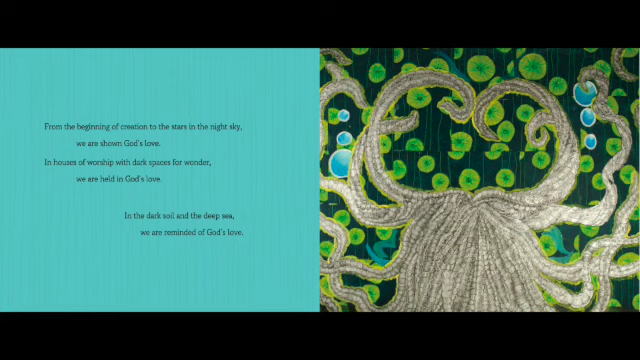 From the beginning of creation to the stars in the night sky,
we are shown God's love.
In houses of worship with dark spaces for wonder,
we are held in God's love.
In the dark soil and the deep sea,
we are reminded of God's love.